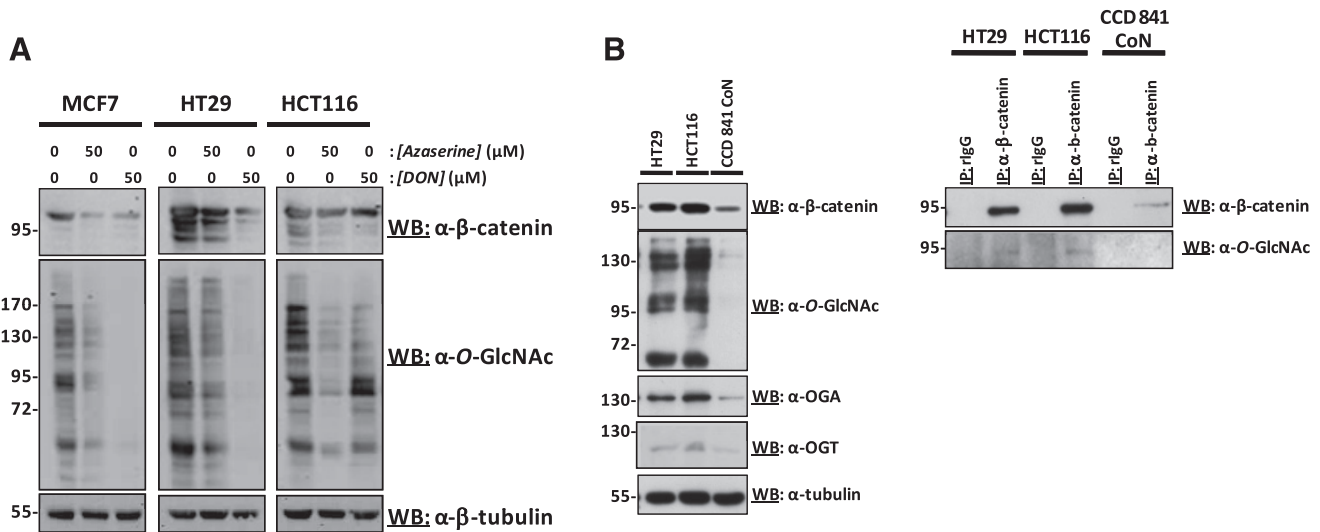 A
MCF7 HT29 HCT116
0 50 0 0 50 0 0 50 0 :[Azaserine] (μM)
0 0 50 0 0 50 0 0 50 :[DON] (μM)
95- WB: α-β-catenin
170-
130-
95-
72-
WB: α-O-GlcNAc
55- WB: α-β-tubulin
B
HT29
HCT116
CCD 841 CoN
95- WB: α-β-catenin
130-
95-
72-
WB: α-O-GlcNAc
130- WB: α-OGA
130-
WB: α-OGT
55- WB: α-tubulin
HT29 HCT116 CCD 841
CoN
IP: rIgG
IP: α-β-catenin
IP: rIgG
IP: α-b-catenin
IP: rIgG
IP: α-b-catenin
95- WB: α-β-catenin
95- WB: α-O-GlcNAc